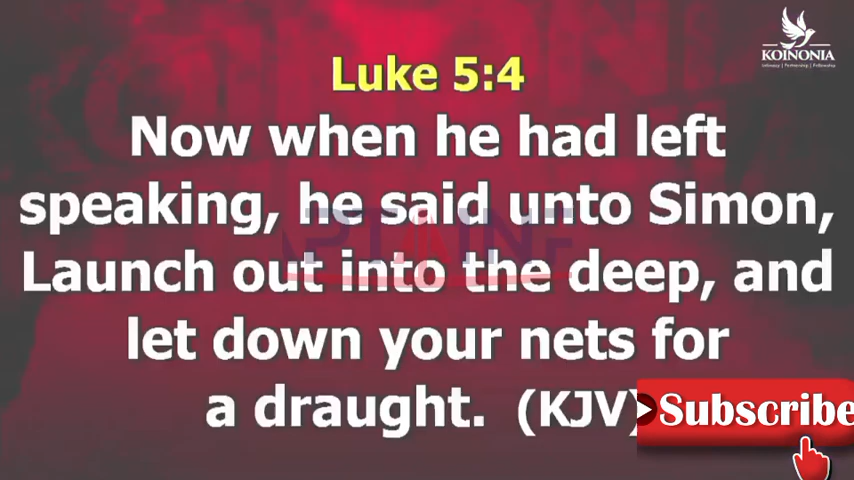 KOINONIA
Luke 5:4
Now when he had left
speaking, he said unto Simon,
Launch out into the deep, and
let down your nets for
a draught. (KJV)
Subscribe